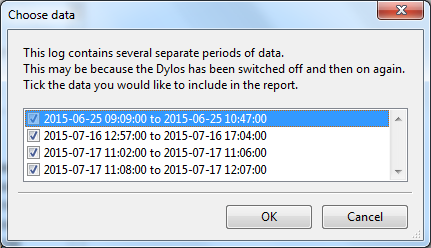 Choose data
This log contains several separate periods of data.
This may be because the Dylos has been switched off and then on again.
Tick the data you would like to include in the report.
2015-06-25 09:09:00 to 2015-06-25 10:47:00
2015-07-16 12:57:00 to 2015-07-16 17:04:00
2015-07-17 11:02:00 to 2015-07-17 11:06:00
2015-07-17 11:08:00 to 2015-07-17 12:07:00
OK
Cancel